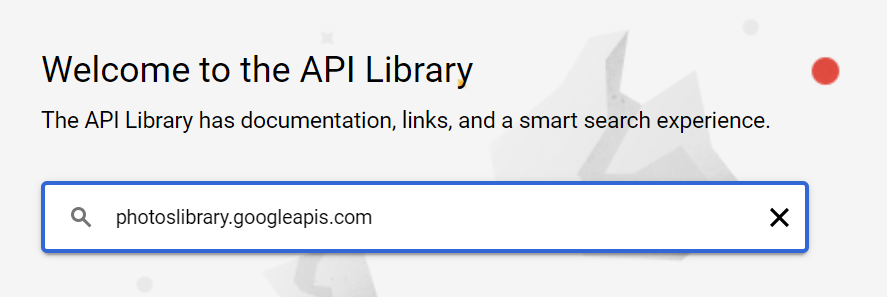 Welcome to the API Library
The API Library has documentation, links, and a smart search experience.
photoslibrary.googleapis.com